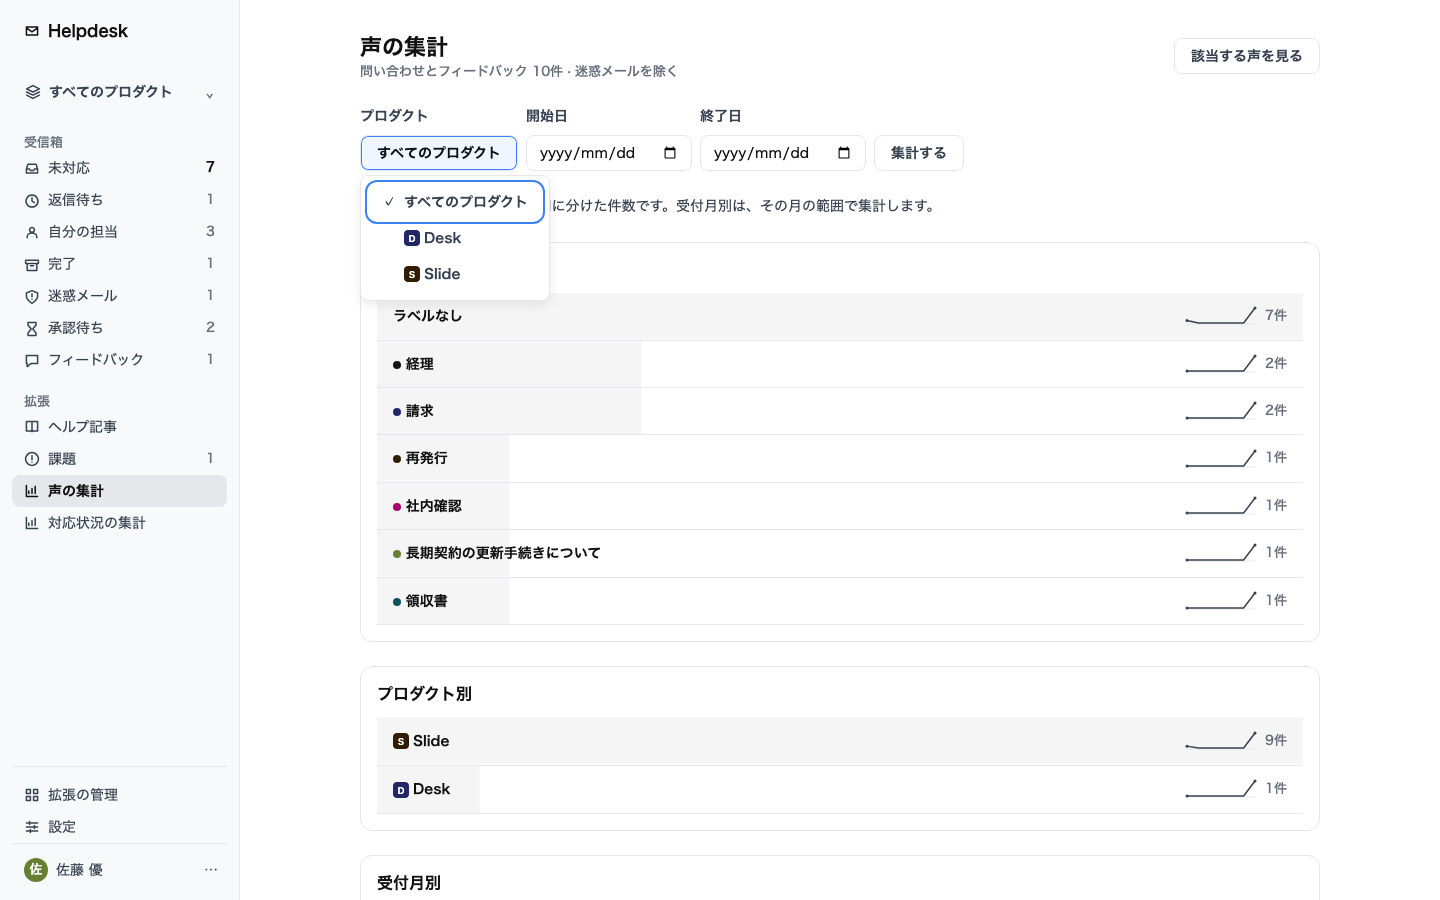 Helpdesk
すべてのプロダクト
受信箱
未対応 7
返信待ち 1
自分の担当 3
完了 1
迷惑メール 1
承認待ち 2
フィードバック 1
拡張
ヘルプ記事
課題 1
声の集計
対応状況の集計
拡張の管理
設定
佐 佐藤 優 …
声の集計
問い合わせとフィードバック 10件 · 迷惑メールを除く
該当する声を見る
プロダクト 開始日 終了日
すべてのプロダクト yyyy/mm/dd yyyy/mm/dd 集計する
✓ すべてのプロダクト
D Desk
S Slide
に分けた件数です。受付月別は、その月の範囲で集計します。
ラベルなし 7件
経理 2件
請求 2件
再発行 1件
社内確認 1件
長期契約の更新手続きについて 1件
領収書 1件
プロダクト別
S Slide 9件
D Desk 1件
受付月別